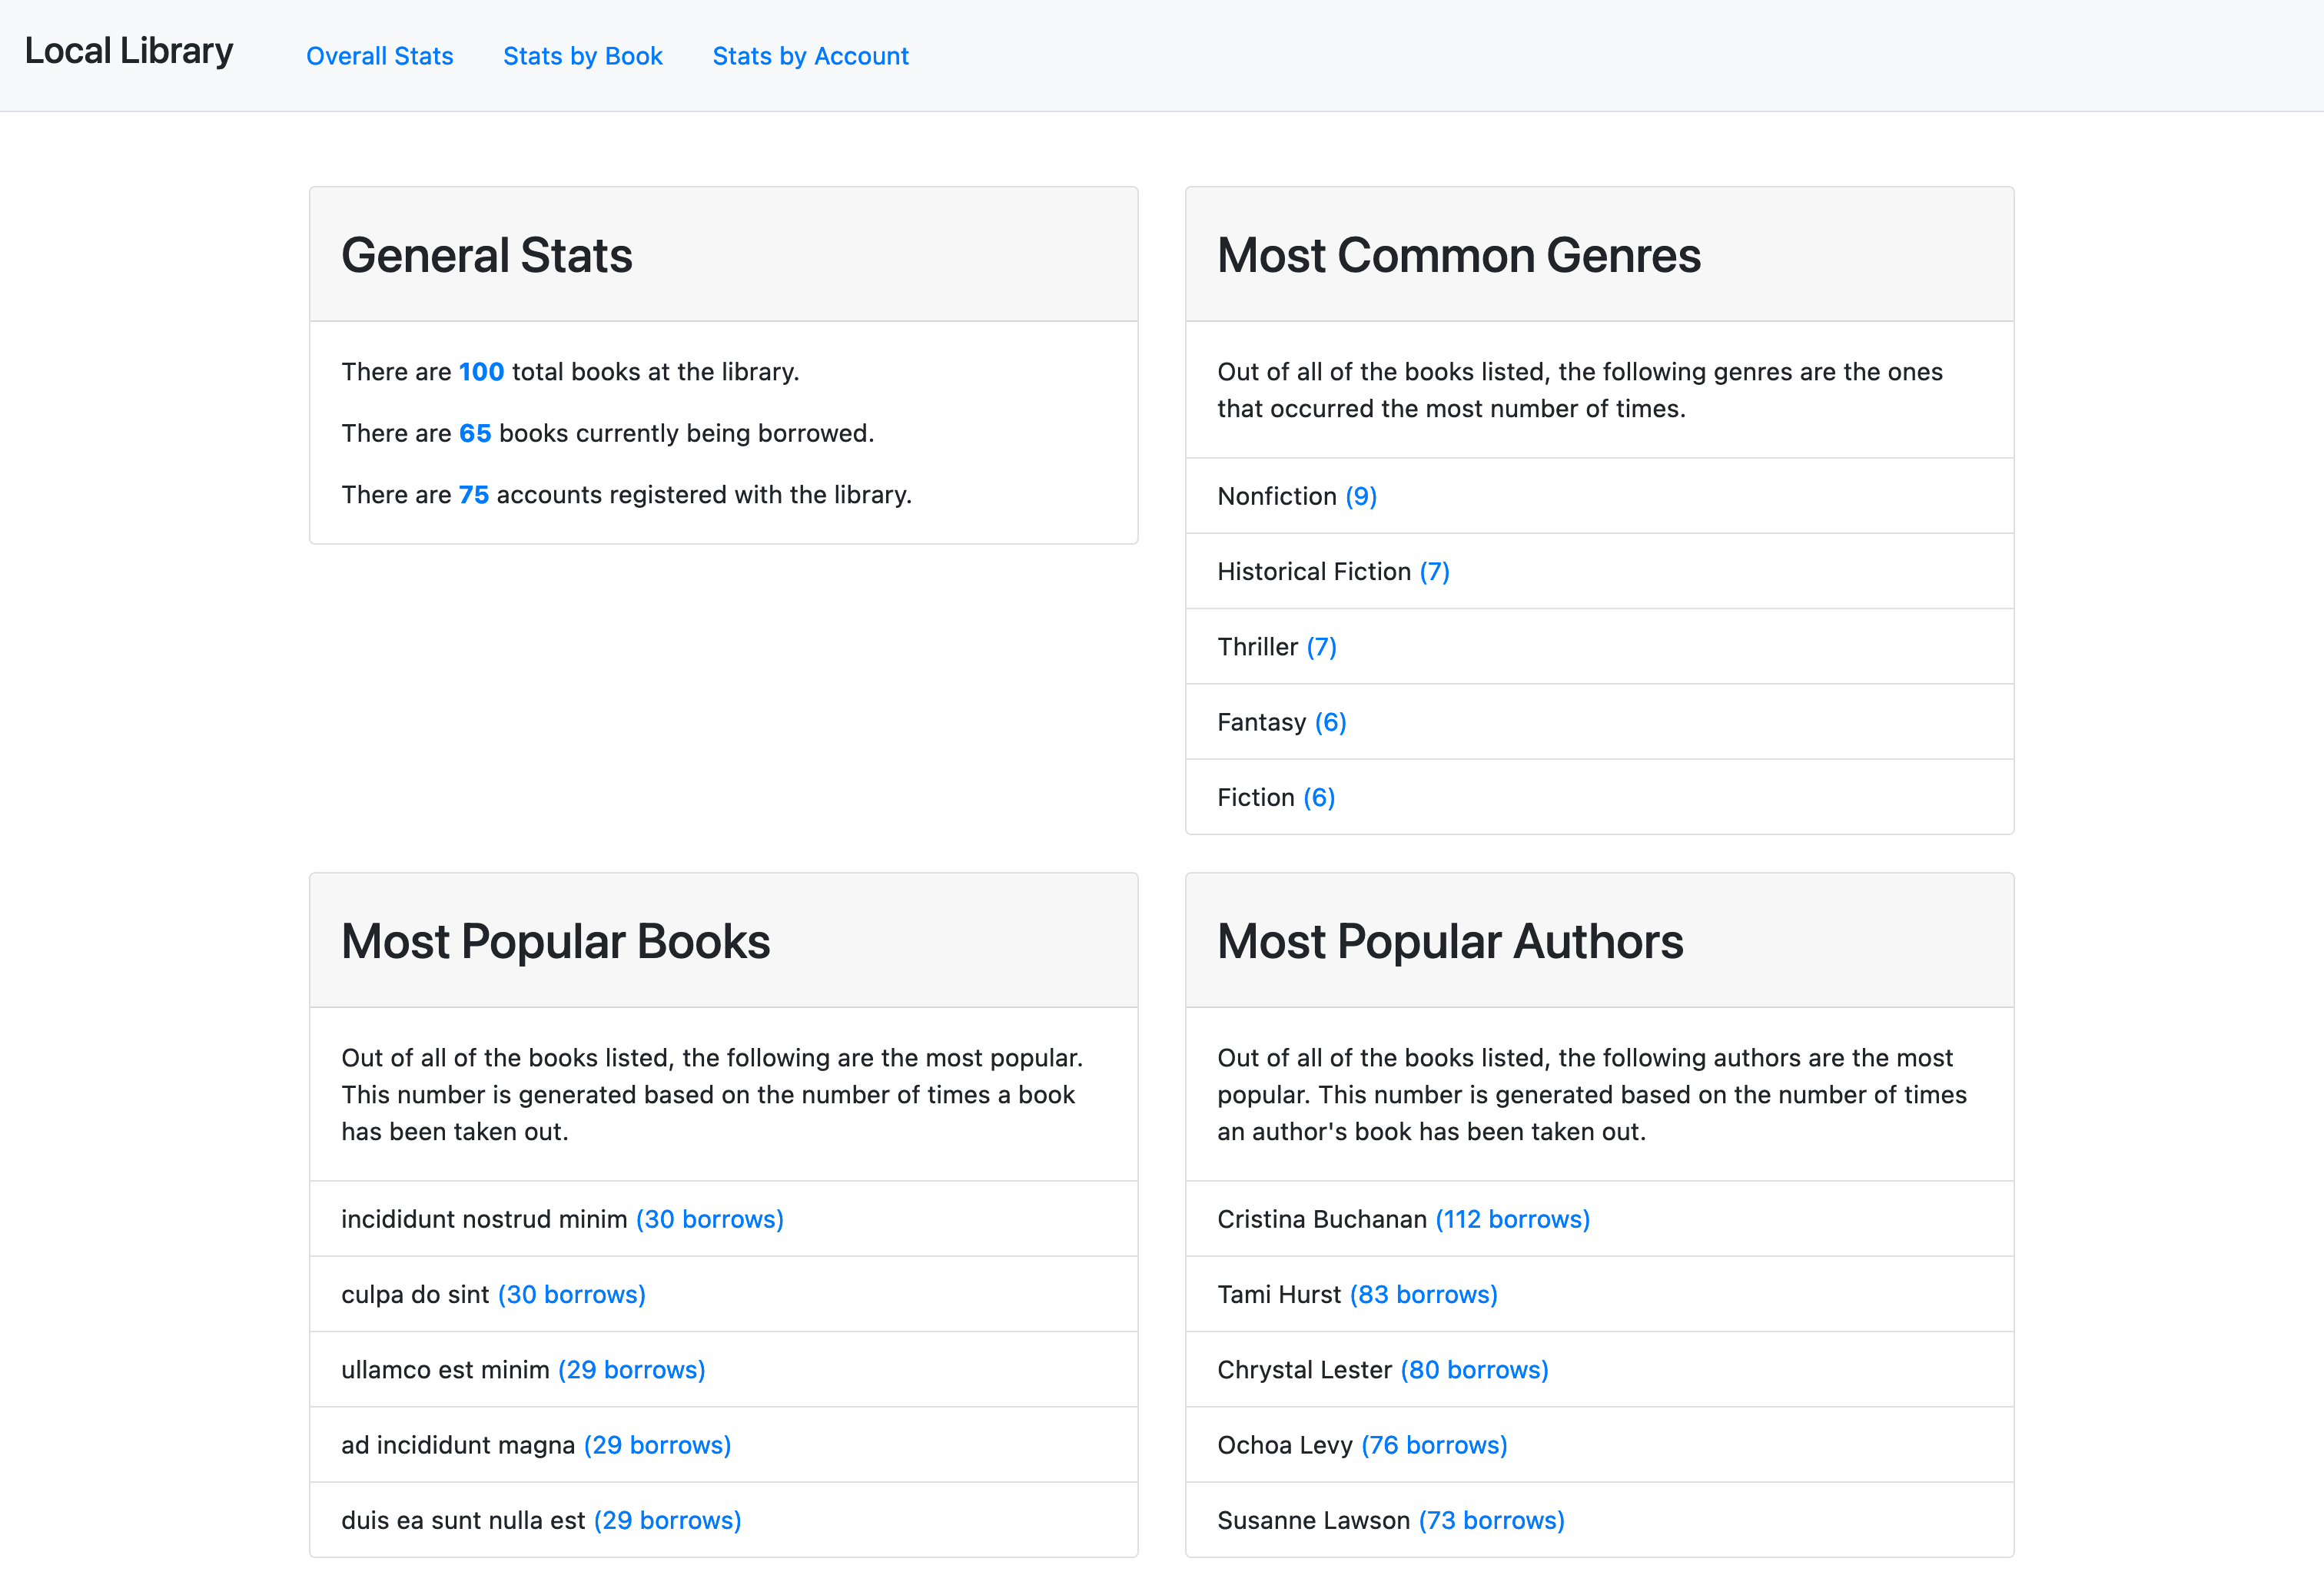 Local Library
Overall Stats
Stats by Book
Stats by Account
General Stats
There are 100 total books at the library.
There are 65 books currently being borrowed.
There are 75 accounts registered with the library.
Most Common Genres
Out of all of the books listed, the following genres are the ones
that occurred the most number of times.
Nonfiction (9)
Historical Fiction (7)
Thriller (7)
Fantasy (6)
Fiction (6)
Most Popular Books
Out of all of the books listed, the following are the most popular.
This number is generated based on the number of times a book
has been taken out.
incididunt nostrud minim (30 borrows)
culpa do sint (30 borrows)
ullamco est minim (29 borrows)
ad incididunt magna (29 borrows)
duis ea sunt nulla est (29 borrows)
Most Popular Authors
Out of all of the books listed, the following authors are the most
popular. This number is generated based on the number of times
an author's book has been taken out.
Cristina Buchanan (112 borrows)
Tami Hurst (83 borrows)
Chrystal Lester (80 borrows)
Ochoa Levy (76 borrows)
Susanne Lawson (73 borrows)